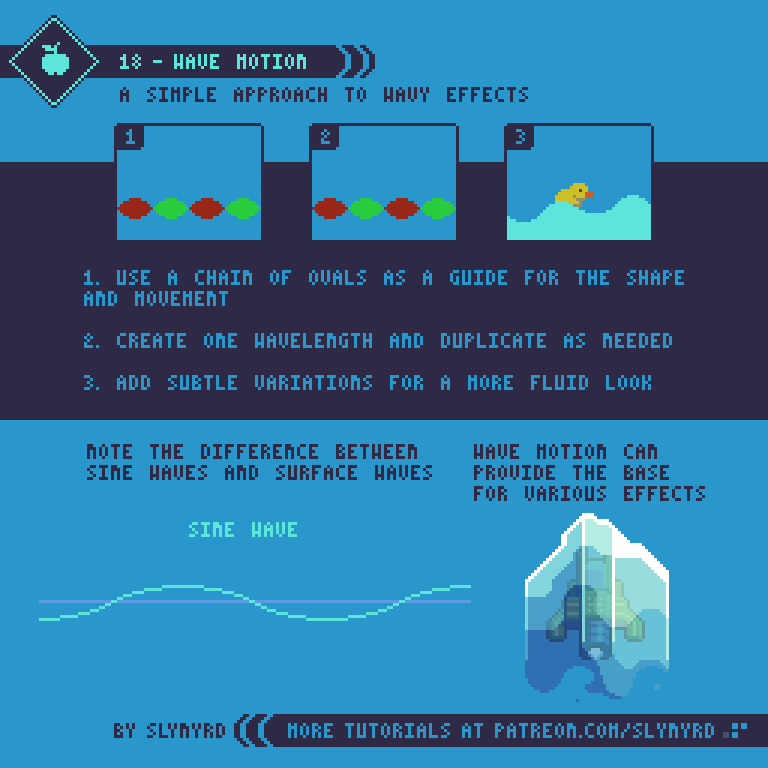 18 - WAVE MOTION
A SIMPLE APPROACH TO WAVY EFFECTS
1
2
3
1. USE A CHAIN OF OVALS AS A GUIDE FOR THE SHAPE
AND MOVEMENT
2. CREATE ONE WAVELENGTH AND DUPLICATE AS NEEDED
3. ADD SUBTLE VARIATIONS FOR A MORE FLUID LOOK
NOTE THE DIFFERENCE BETWEEN
SINE WAVES AND SURFACE WAVES
WAVE MOTION CAN
PROVIDE THE BASE
FOR VARIOUS EFFECTS
SINE WAVE
BY SLYNYRD
MORE TUTORIALS AT PATREON.COM/SLYNYRD